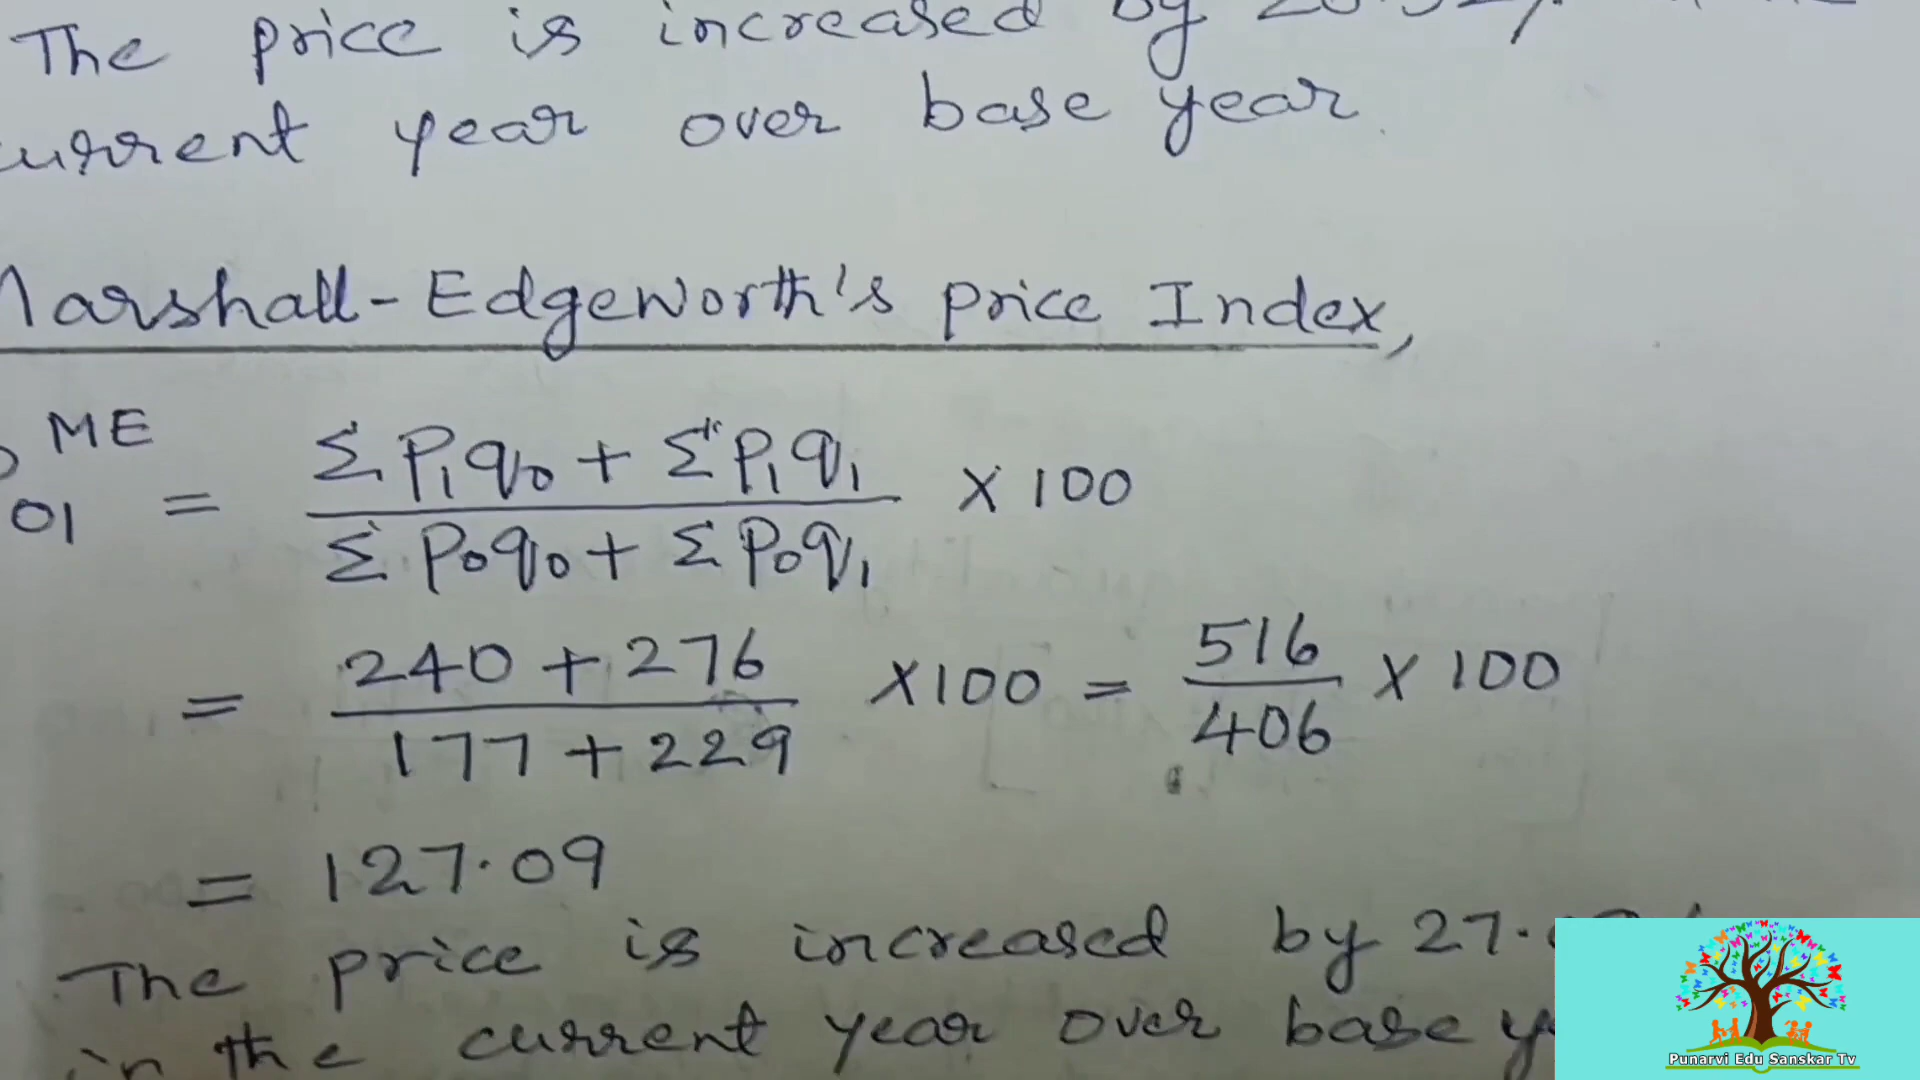 The price is increased by
current year over base year.
Marshall-Edgeworth's price Index,
P01 ME = Σp₁q₀ + Σp₁q₁ / Σp₀q₀ + Σp₀q₁ × 100
= 240 + 276 / 177 + 229 × 100 = 516 / 406 × 100
= 127.09
The price is increased by 27.
in the current year over base
Punarvi Edu Sanskar Tv